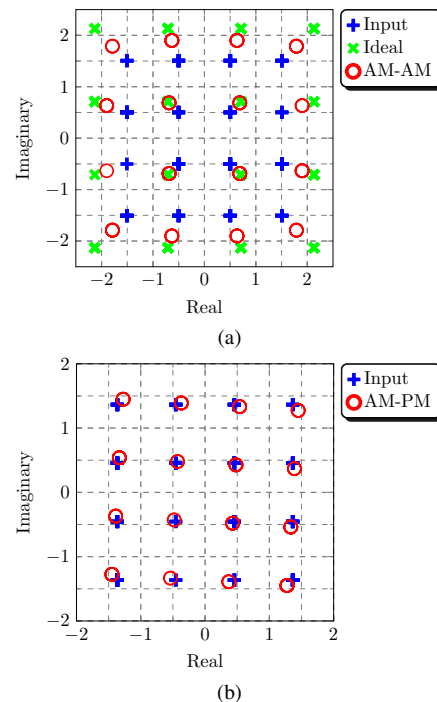 Input
Ideal
AM-AM
2
1
0
−1
−2
Imaginary
−2
−1
0
1
2
Real
(a)
Input
AM-PM
2
1
0
−1
−2
Imaginary
−2
−1
0
1
2
Real
(b)